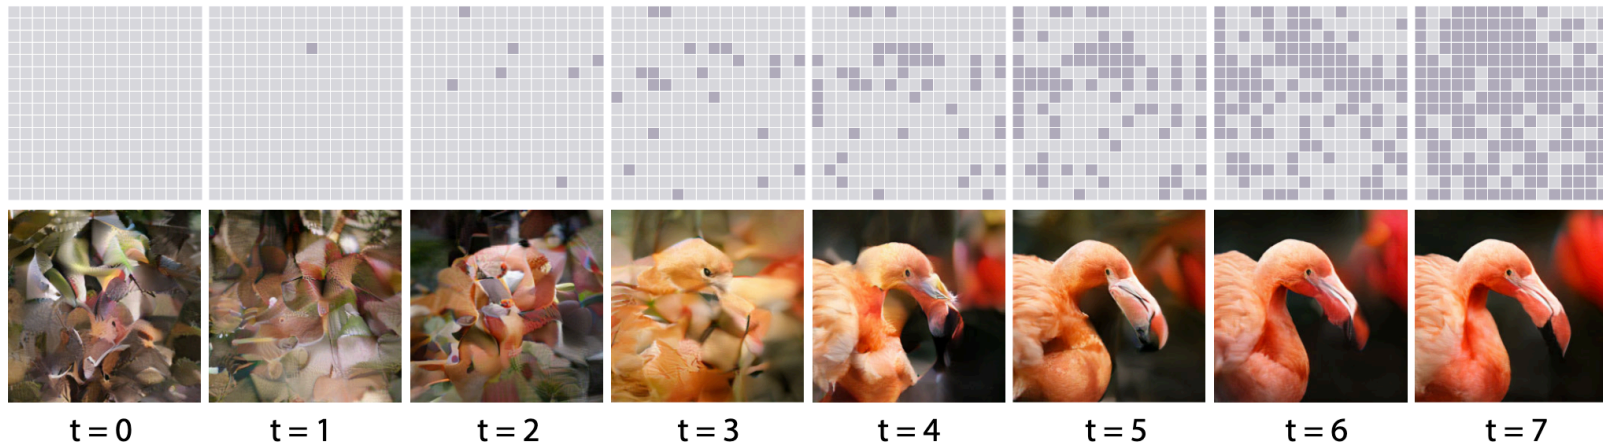 t = 0 t = 1 t = 2 t = 3 t = 4 t = 5 t = 6 t = 7